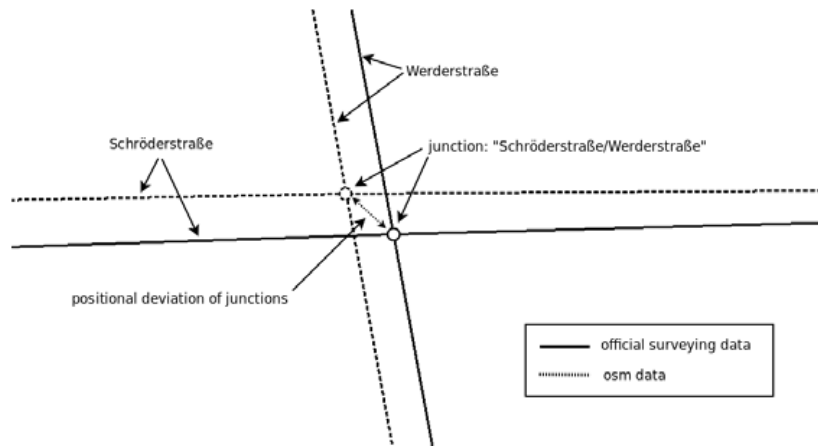 Werderstraße
Schröderstraße
junction: "Schröderstraße/Werderstraße"
positional deviation of junctions
official surveying data
osm data